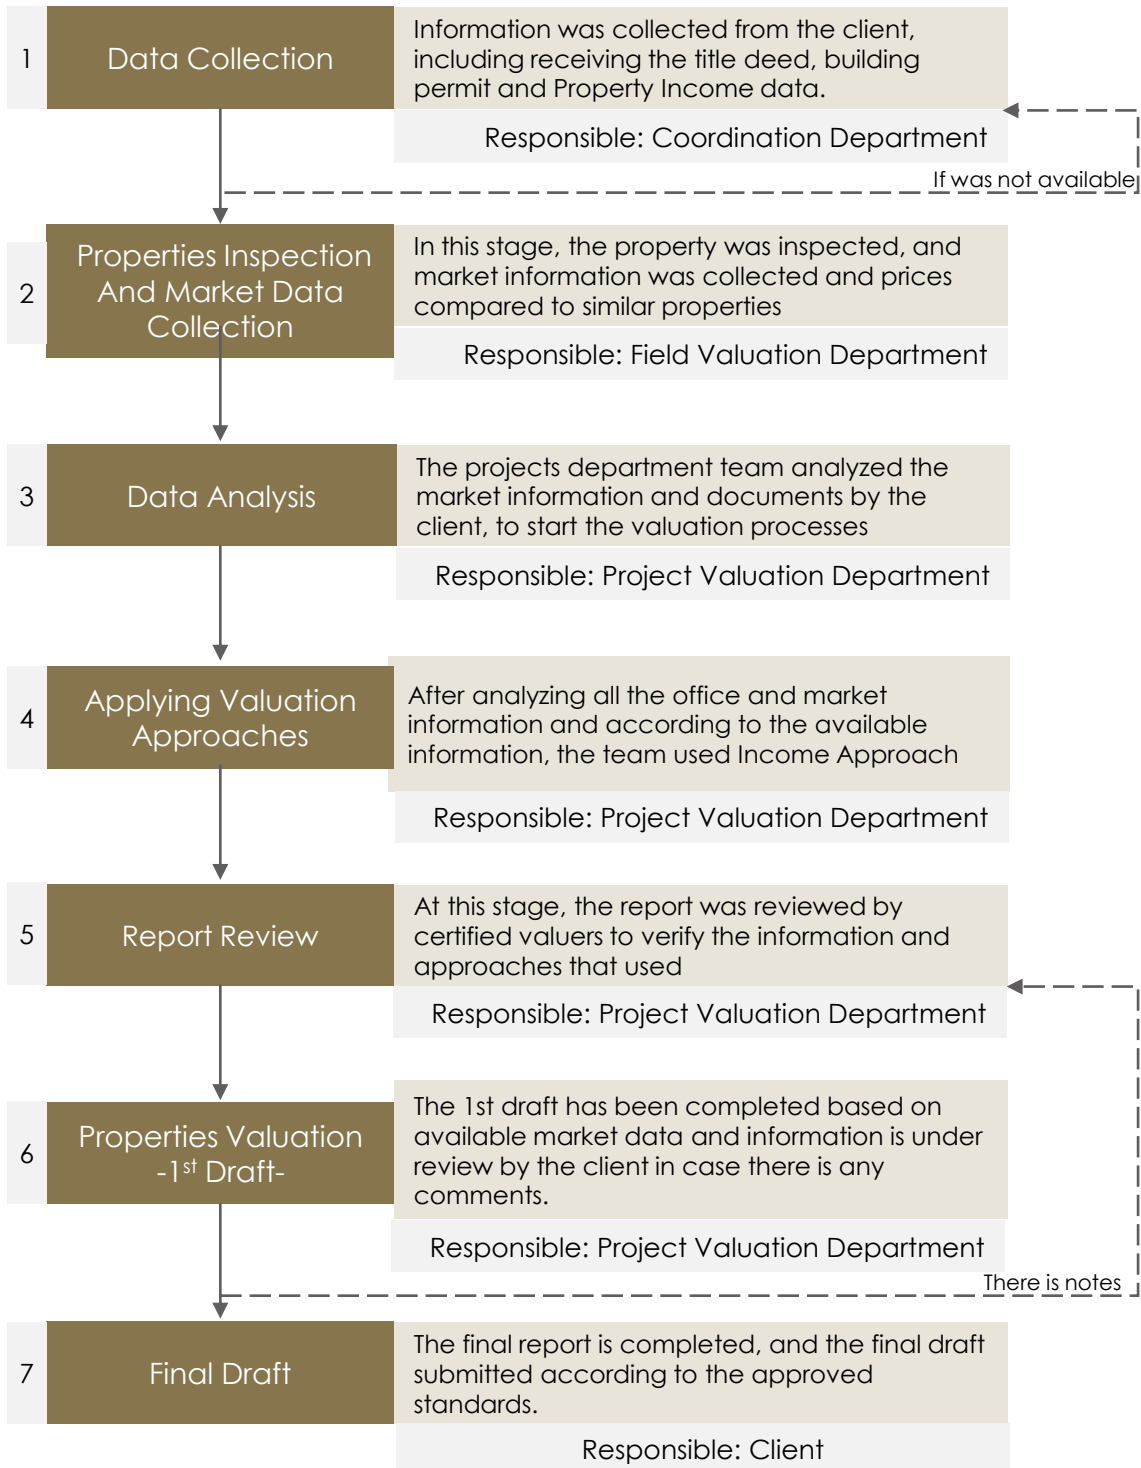 1
Data Collection
Information was collected from the client,
including receiving the title deed, building
permit and Property Income data.
Responsible: Coordination Department
If was not available
2
Properties Inspection
And Market Data
Collection
In this stage, the property was inspected, and
market information was collected and prices
compared to similar properties
Responsible: Field Valuation Department
3
Data Analysis
The projects department team analyzed the
market information and documents by the
client, to start the valuation processes
Responsible: Project Valuation Department
4
Applying Valuation
Approaches
After analyzing all the office and market
information and according to the available
information, the team used Income Approach
Responsible: Project Valuation Department
5
Report Review
At this stage, the report was reviewed by
certified valuers to verify the information and
approaches that used
Responsible: Project Valuation Department
6
Properties Valuation
-1st Draft-
The 1st draft has been completed based on
available market data and information is under
review by the client in case there is any
comments.
Responsible: Project Valuation Department
There is notes
7
Final Draft
The final report is completed, and the final draft
submitted according to the approved
standards.
Responsible: Client